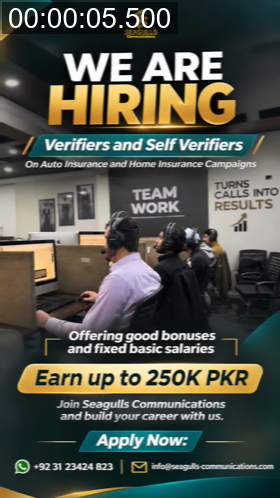 00:00:05.500
SEAGULLS
WE ARE
HIRING
Verifiers and Self Verifiers
On Auto Insurance and Home Insurance Campaigns
TEAM
WORK
TURNS
CALLS INTO
RESULTS
Offering good bonuses
and fixed basic salaries
Earn up to 250K PKR
Join Seagulls Communications
and build your career with us.
Apply Now:
+92 31 23424 823
info@seagulls-communications.com